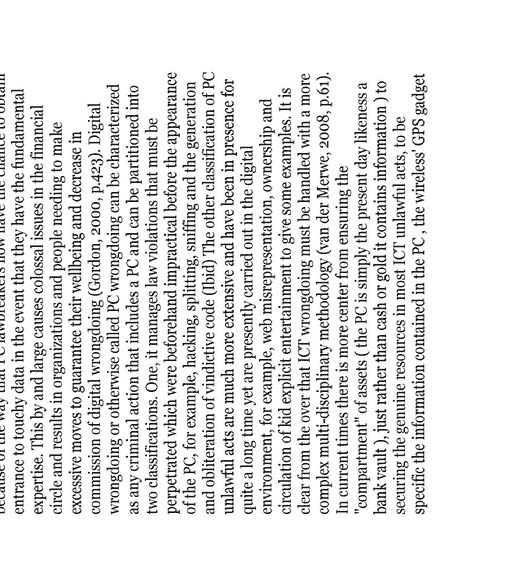 because of the way that PC lawbreakers now have the chance to obtain
entrance to touchy data in the event that they have the fundamental
expertise. This by and large causes colossal issues in the financial
circle and results in organizations and people needing to make
excessive moves to guarantee their wellbeing and decrease in
commission of digital wrongdoing (Gordon, 2000, p.423). Digital
wrongdoing or otherwise called PC wrongdoing can be characterized
as any criminal action that includes a PC and can be partitioned into
two classifications. One, it manages law violations that must be
perpetrated which were beforehand impractical before the appearance
of the PC, for example, hacking, splitting, sniffing and the generation
and obliteration of vindictive code (Ibid) The other classification of PC
unlawful acts are much more extensive and have been in presence for
quite a long time yet are presently carried out in the digital
environment, for example, web misrepresentation, ownership and
circulation of kid explicit entertainment to give some examples. It is
clear from the over that ICT wrongdoing must be handled with a more
complex multi-disciplinary methodology (van der Merwe, 2008, p.61).
In current times there is more center from ensuring the
"compartment" of assets ( the PC is simply the present day likeness a
bank vault ), just rather than cash or gold it contains information ) to
securing the genuine resources in most ICT unlawful acts, to be
specific the information contained in the PC , the wireless' GPS gadget